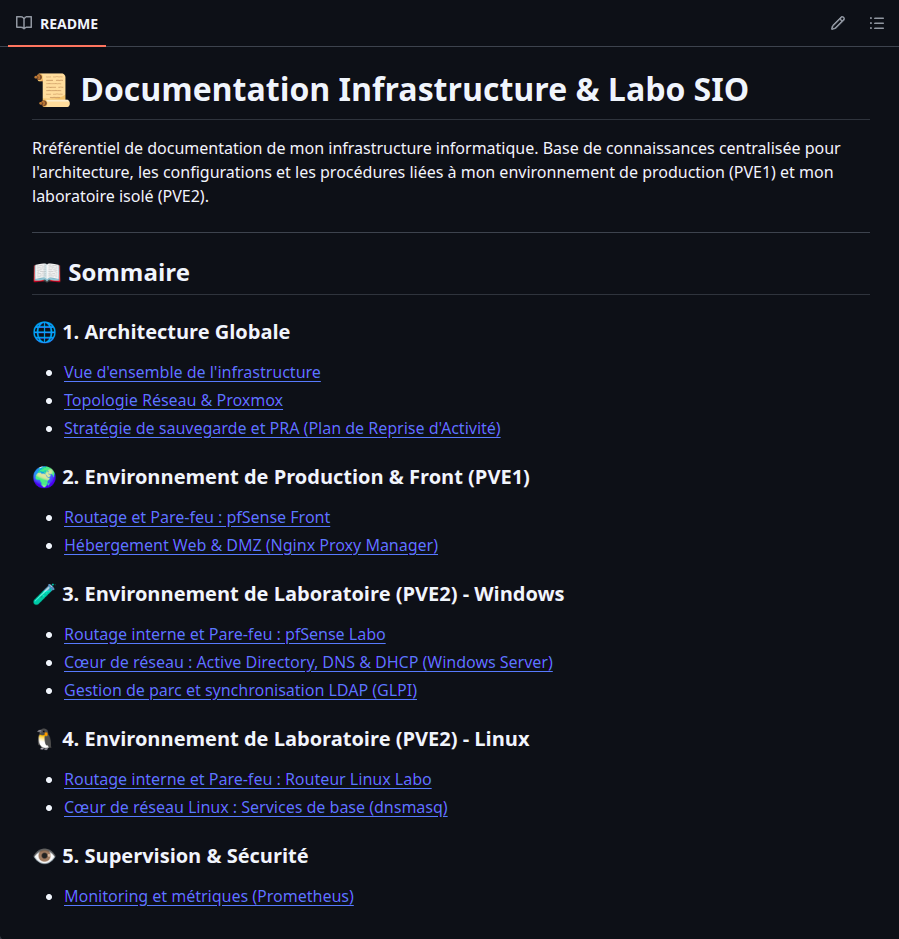 README
📜 Documentation Infrastructure & Labo SIO
Rréférentiel de documentation de mon infrastructure informatique. Base de connaissances centralisée pour
l'architecture, les configurations et les procédures liées à mon environnement de production (PVE1) et mon
laboratoire isolé (PVE2).
📖 Sommaire
🌐 1. Architecture Globale
• Vue d'ensemble de l'infrastructure
• Topologie Réseau & Proxmox
• Stratégie de sauvegarde et PRA (Plan de Reprise d'Activité)
🌍 2. Environnement de Production & Front (PVE1)
• Routage et Pare-feu : pfSense Front
• Hébergement Web & DMZ (Nginx Proxy Manager)
🧪 3. Environnement de Laboratoire (PVE2) - Windows
• Routage interne et Pare-feu : pfSense Labo
• Cœur de réseau : Active Directory, DNS & DHCP (Windows Server)
• Gestion de parc et synchronisation LDAP (GLPI)
🐧 4. Environnement de Laboratoire (PVE2) - Linux
• Routage interne et Pare-feu : Routeur Linux Labo
• Cœur de réseau Linux : Services de base (dnsmasq)
👁️ 5. Supervision & Sécurité
• Monitoring et métriques (Prometheus)